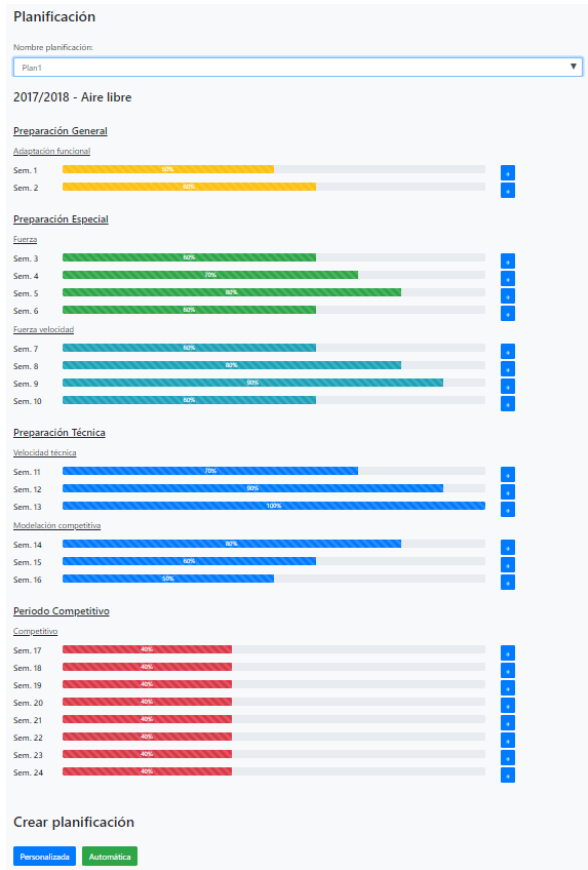 Planificación
Nombre planificación:
Plan1
2017/2018 - Aire libre
Preparación General
Adaptación funcional
Sem. 1 50% +
Sem. 2 60% +
Preparación Especial
Fuerza
Sem. 3 60% +
Sem. 4 70% +
Sem. 5 80% +
Sem. 6 60% +
Fuerza velocidad
Sem. 7 60% +
Sem. 8 80% +
Sem. 9 90% +
Sem. 10 60% +
Preparación Técnica
Velocidad técnica
Sem. 11 70% +
Sem. 12 90% +
Sem. 13 100% +
Modelación competitiva
Sem. 14 80% +
Sem. 15 60% +
Sem. 16 50% +
Periodo Competitivo
Competitivo
Sem. 17 40% +
Sem. 18 40% +
Sem. 19 40% +
Sem. 20 40% +
Sem. 21 40% +
Sem. 22 40% +
Sem. 23 40% +
Sem. 24 40% +
Crear planificación
Personalizada Automática